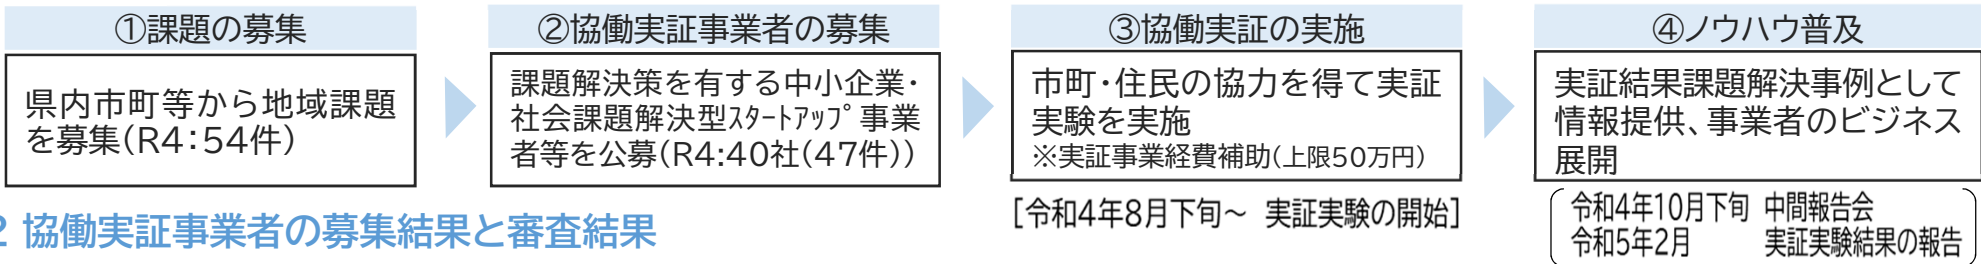 ①課題の募集
県内市町等から地域課題
を募集(R4:54件)
②協働実証事業者の募集
課題解決策を有する中小企業・
社会課題解決型ｽﾀｰﾄｱｯﾌﾟ事業
者等を公募(R4:40社(47件))
③協働実証の実施
市町・住民の協力を得て実証
実験を実施
※実証事業経費補助(上限50万円)
[令和4年8月下旬～ 実証実験の開始]
④ノウハウ普及
実証結果課題解決事例として
情報提供、事業者のビジネス
展開
令和4年10月下旬 中間報告会
令和5年2月 実証実験結果の報告
2 協働実証事業者の募集結果と審査結果